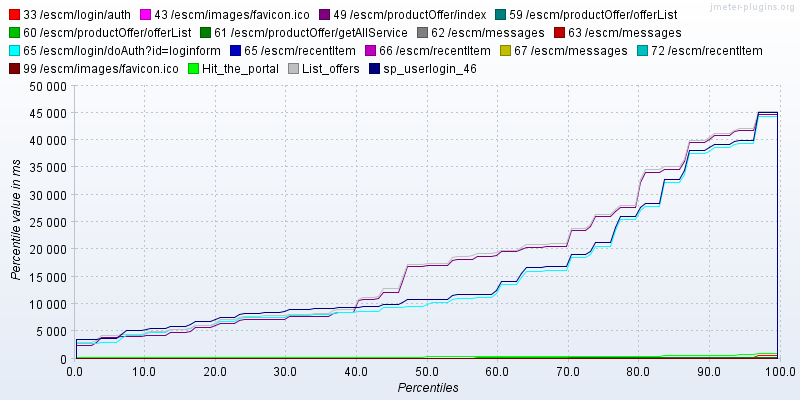 jmeter-plugins.org
33 /escm/login/auth 43 /escm/images/favicon.ico 49 /escm/productOffer/index 59 /escm/productOffer/offerList
60 /escm/productOffer/offerList 61 /escm/productOffer/getAllService 62 /escm/messages 63 /escm/messages
65 /escm/login/doAuth?id=loginform 65 /escm/recentItem 66 /escm/recentItem 67 /escm/messages 72 /escm/recentItem
99 /escm/images/favicon.ico Hit_the_portal List_offers sp_userlogin_46
50 000
45 000
40 000
35 000
30 000
25 000
20 000
15 000
10 000
5 000
0
Percentile value in ms
0.0 10.0 20.0 30.0 40.0 50.0 60.0 70.0 80.0 90.0 100.0
Percentiles